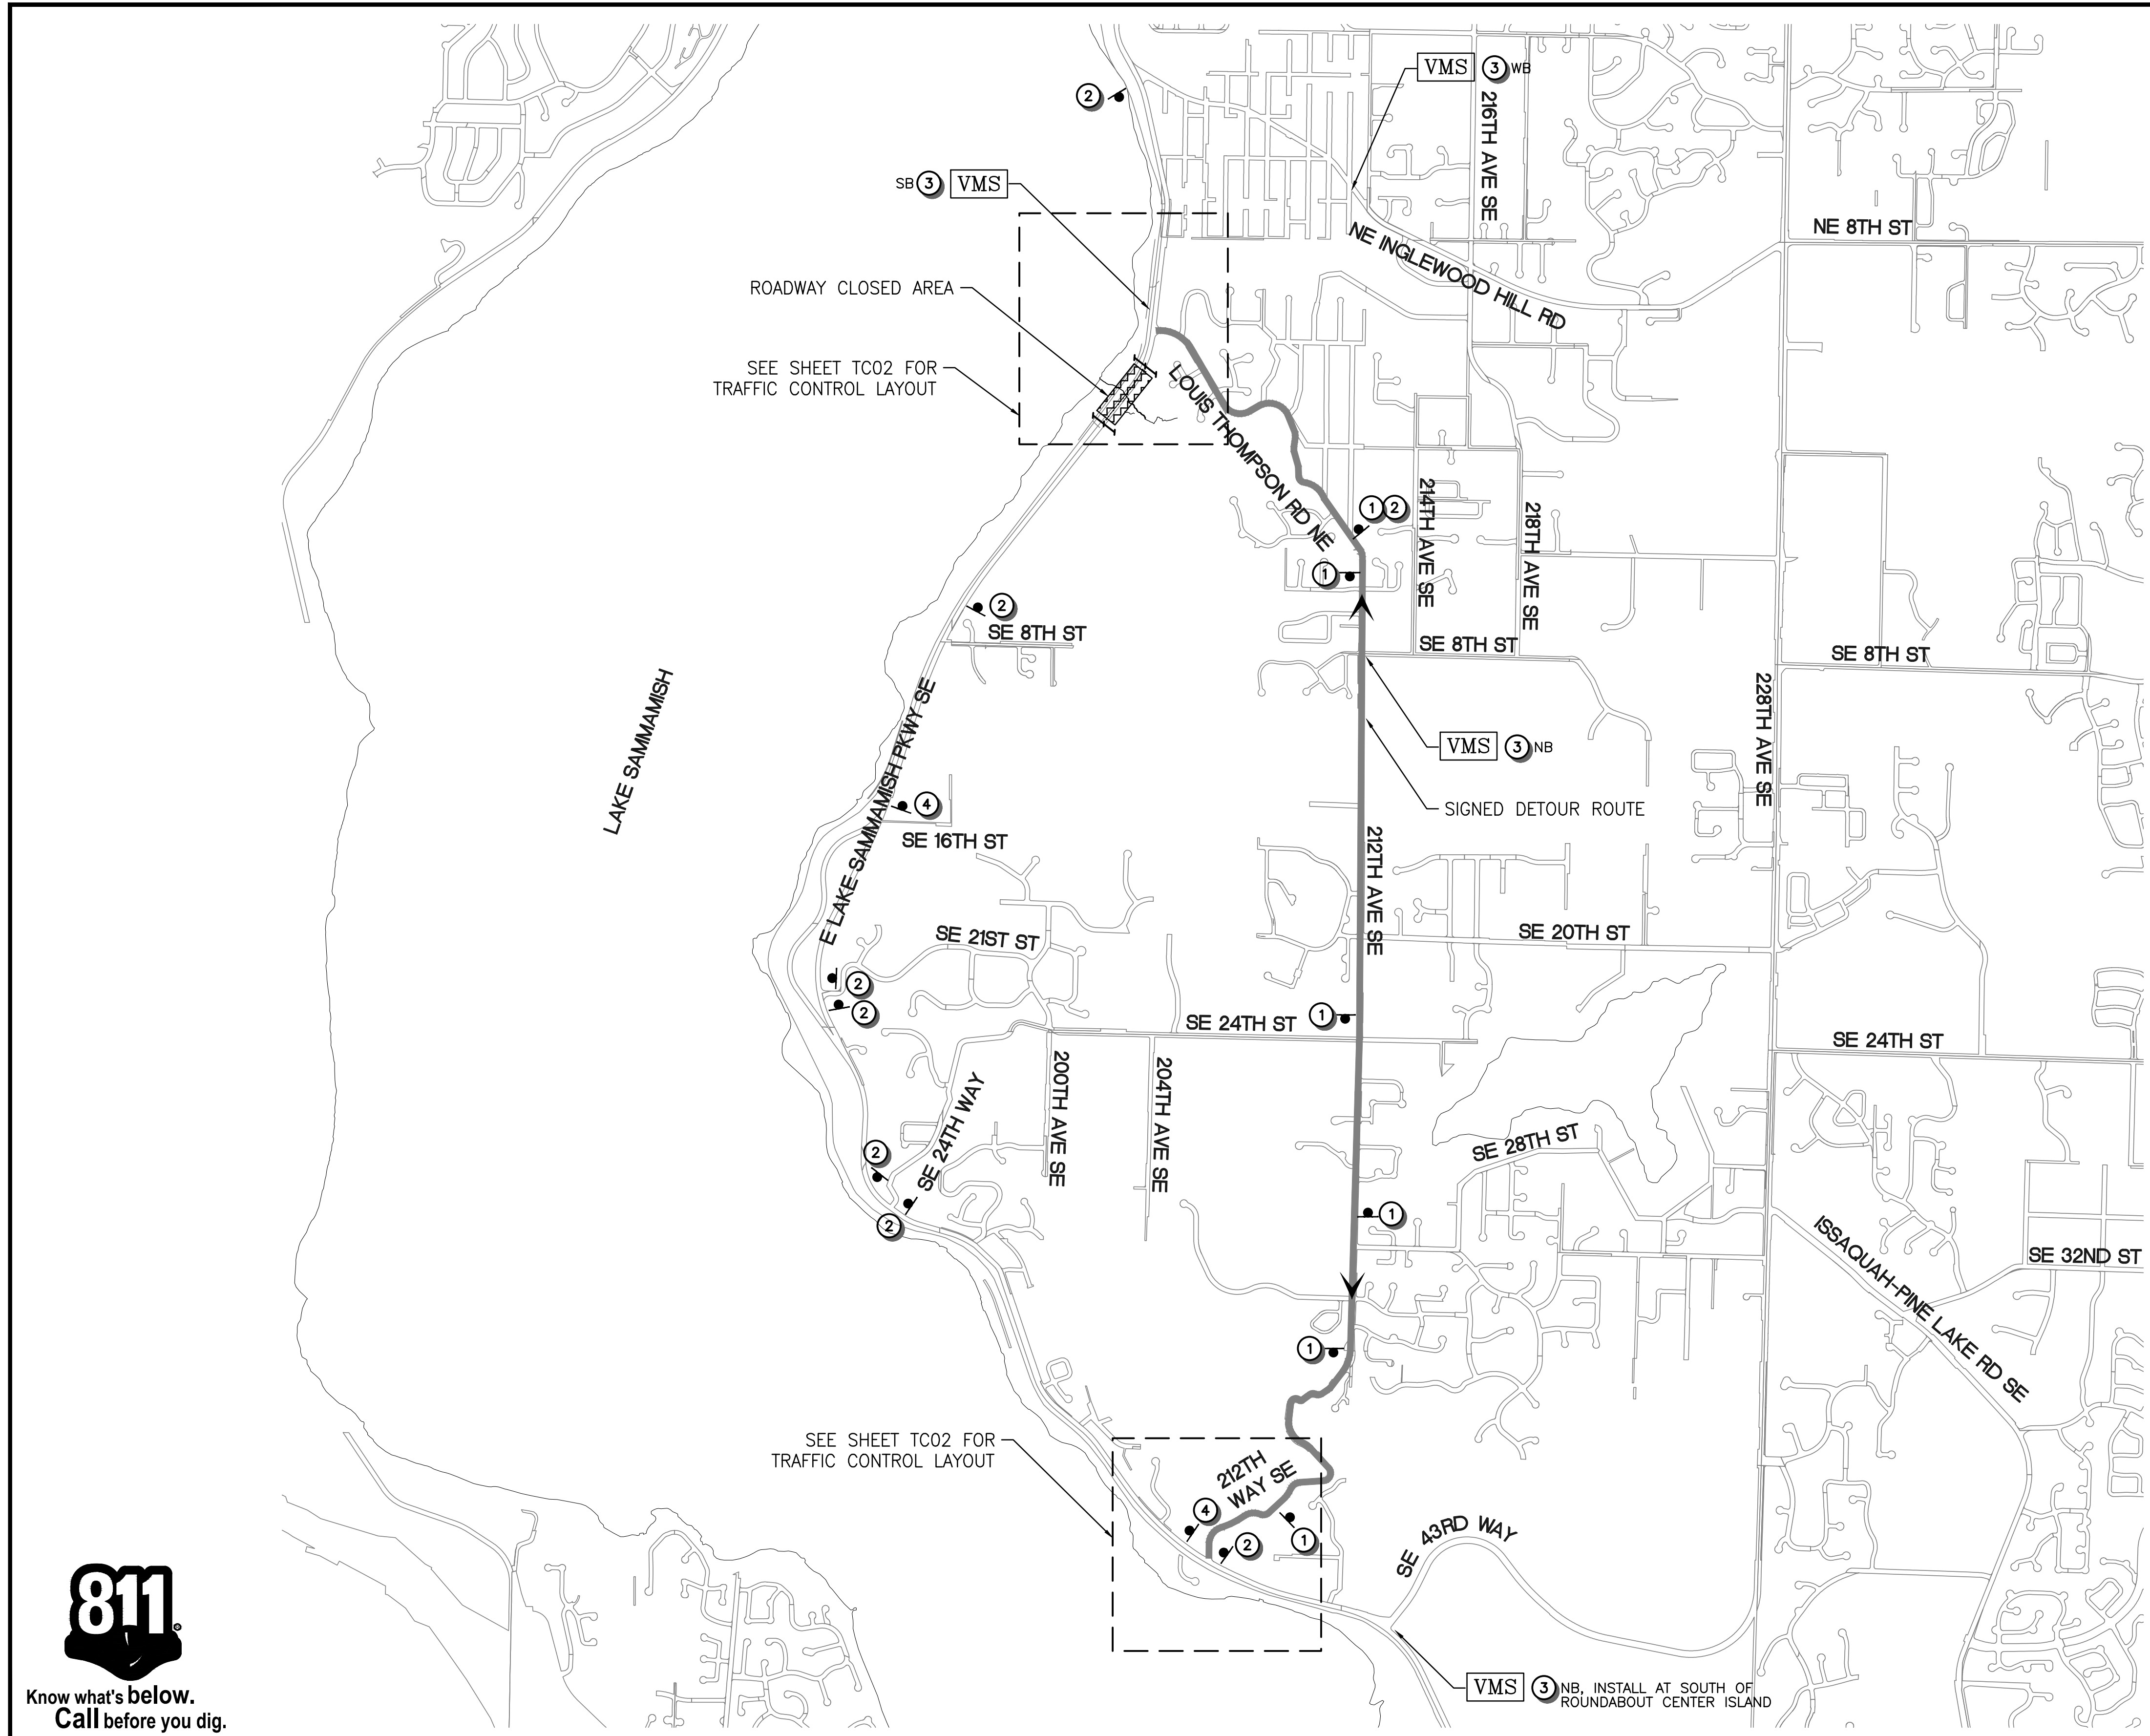 VMS 3 WB
2
216TH AVE SE
SB 3 VMS
NE 8TH ST
NE INGLEWOOD HILL RD
ROADWAY CLOSED AREA
SEE SHEET TC02 FOR
TRAFFIC CONTROL LAYOUT
LOUIS THOMPSON RD NE
1 2
214TH AVE SE
218TH AVE SE
1
2
SE 8TH ST
SE 8TH ST
SE 8TH ST
LAKE SAMMAMISH
E LAKE SAMMAMISH PKWY SE
228TH AVE SE
VMS 3 NB
4
SIGNED DETOUR ROUTE
SE 16TH ST
212TH AVE SE
SE 21ST ST
SE 20TH ST
2
2
1
SE 24TH ST
SE 24TH ST
200TH AVE SE
204TH AVE SE
SE 24TH WAY
SE 28TH ST
2
2
1
ISSAQUAH-PINE LAKE RD SE
SE 32ND ST
1
SEE SHEET TC02 FOR
TRAFFIC CONTROL LAYOUT
212TH
WAY SE
4
1
2
SE 43RD WAY
VMS 3 NB, INSTALL AT SOUTH OF
ROUNDABOUT CENTER ISLAND
811®
Know what's below.
Call before you dig.